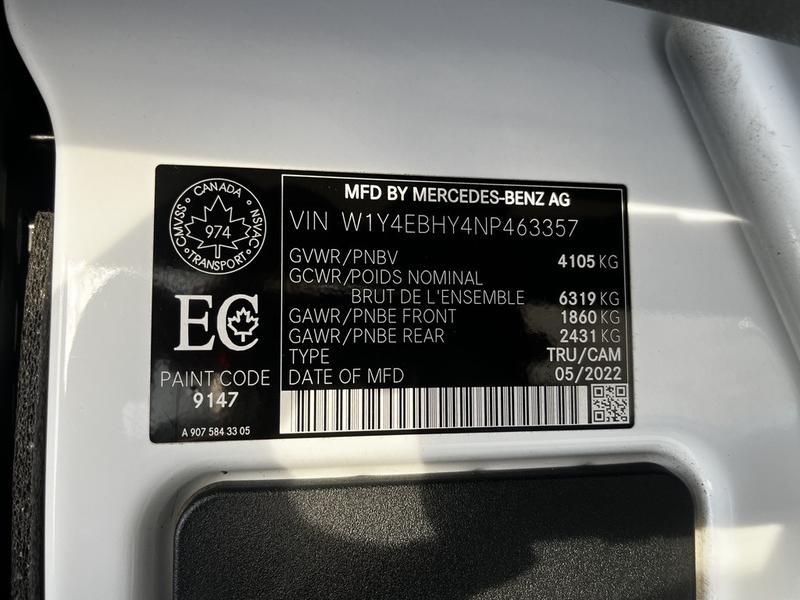 CANADA
CMVSS
NSVAC
974
TRANSPORT
EC
PAINT CODE
9147
A 907 584 33 05
MFD BY MERCEDES-BENZ AG
VIN W1Y4EBHY4NP463357
GVWR/PNBV 4105 KG
GCWR/POIDS NOMINAL
BRUT DE L'ENSEMBLE 6319 KG
GAWR/PNBE FRONT 1860 KG
GAWR/PNBE REAR 2431 KG
TYPE TRU/CAM
DATE OF MFD 05/2022